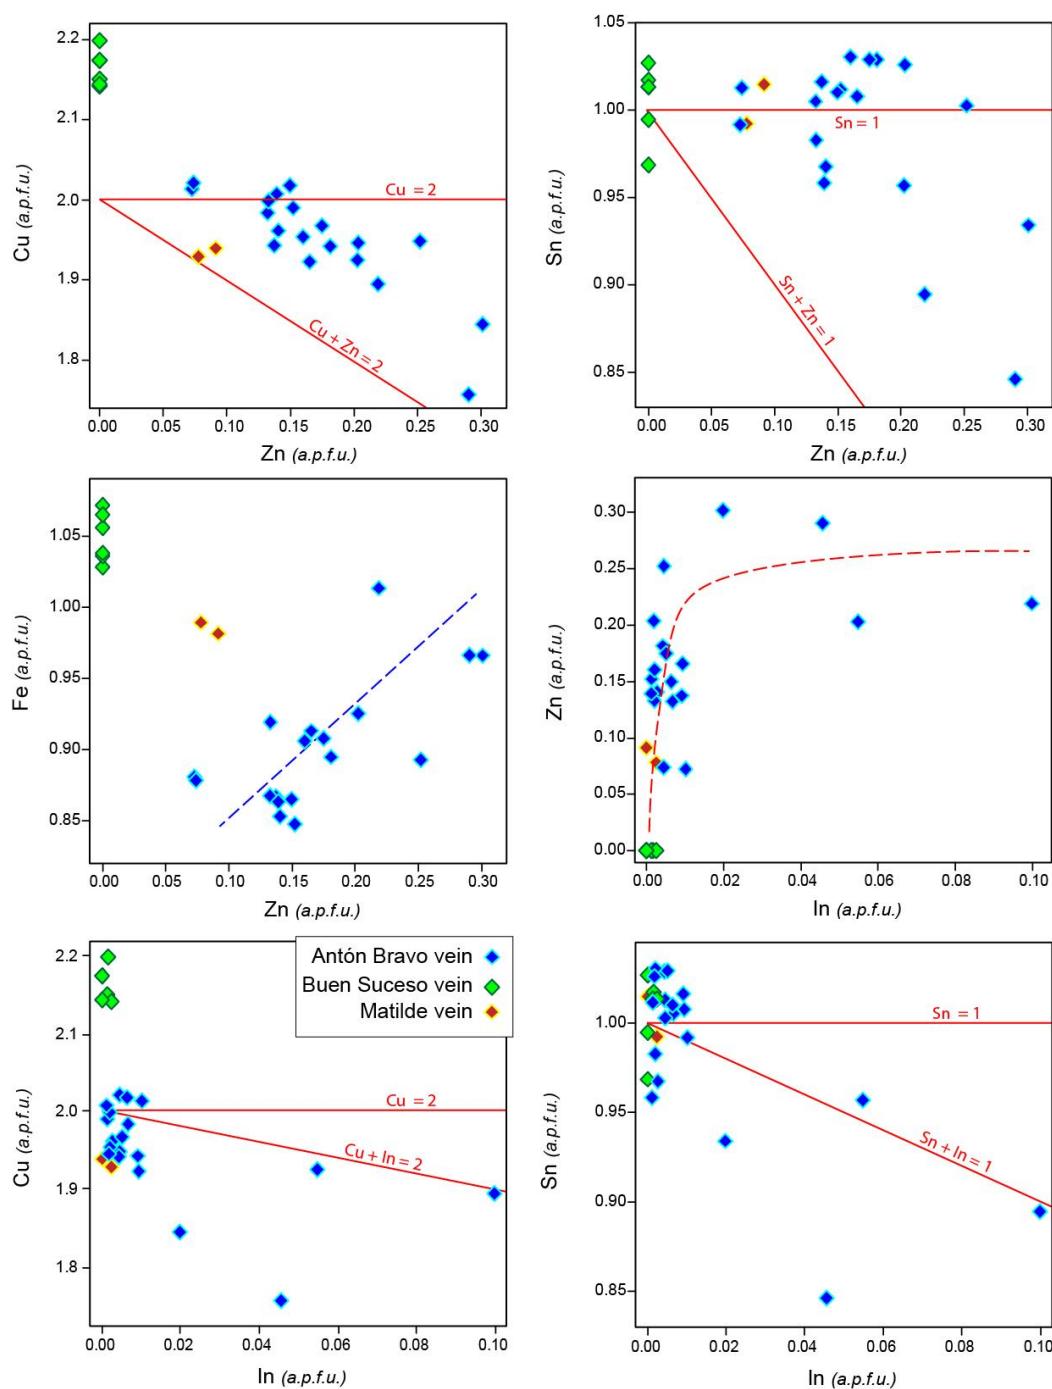 2.2
2.1
2.0
1.9
1.8
Cu (a.p.f.u.)
Cu = 2
Cu + Zn = 2
0.00 0.05 0.10 0.15 0.20 0.25 0.30
Zn (a.p.f.u.)
1.05
1.00
0.95
0.90
0.85
Sn (a.p.f.u.)
Sn = 1
Sn + Zn = 1
0.00 0.05 0.10 0.15 0.20 0.25 0.30
Zn (a.p.f.u.)
1.05
1.00
0.95
0.90
0.85
Fe (a.p.f.u.)
0.00 0.05 0.10 0.15 0.20 0.25 0.30
Zn (a.p.f.u.)
0.30
0.25
0.20
0.15
0.10
0.05
0.00
Zn (a.p.f.u.)
0.00 0.02 0.04 0.06 0.08 0.10
In (a.p.f.u.)
Antón Bravo vein
Buen Suceso vein
Matilde vein
2.2
2.1
2.0
1.9
1.8
Cu (a.p.f.u.)
Cu = 2
Cu + In = 2
0.00 0.02 0.04 0.06 0.08 0.10
In (a.p.f.u.)
1.00
0.95
0.90
0.85
Sn (a.p.f.u.)
Sn = 1
Sn + In = 1
0.00 0.02 0.04 0.06 0.08 0.10
In (a.p.f.u.)